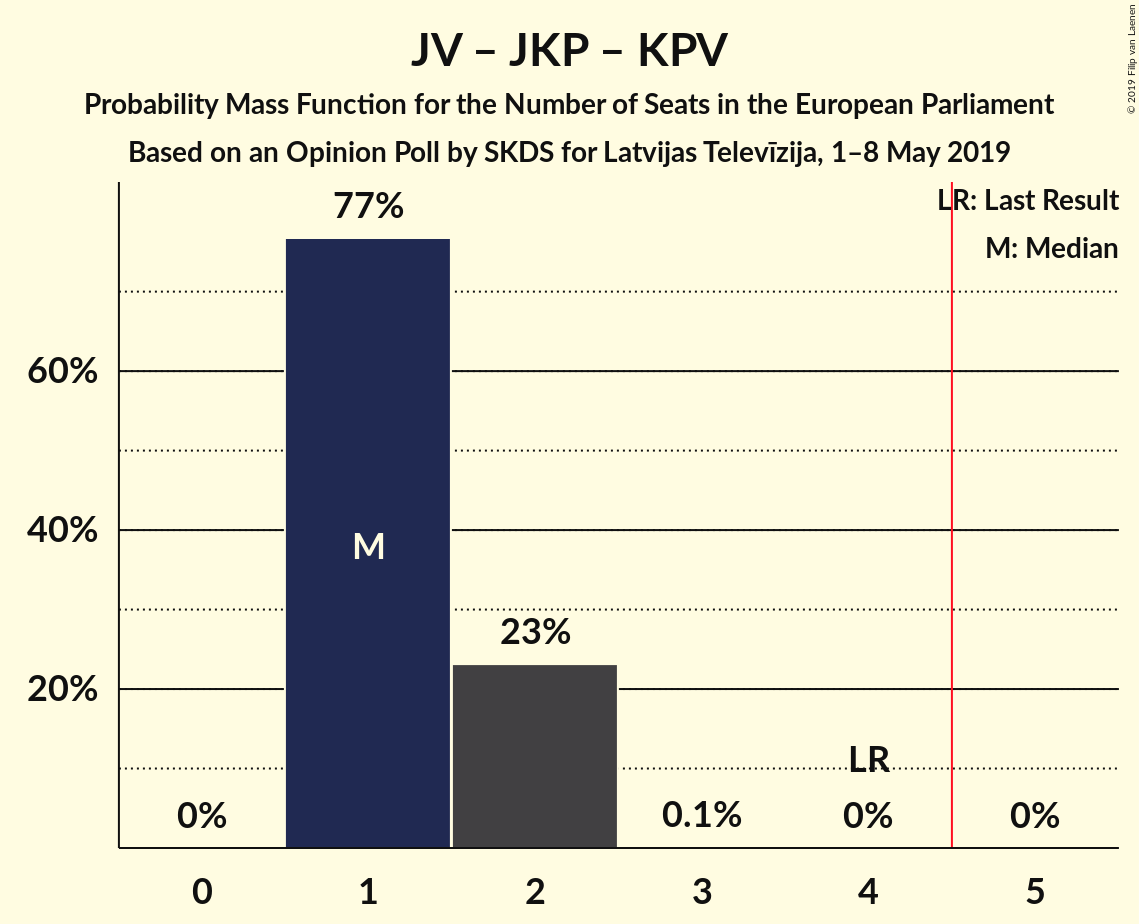 JV – JKP – KPV
Probability Mass Function for the Number of Seats in the European Parliament
Based on an Opinion Poll by SKDS for Latvijas Televīzija, 1–8 May 2019
© 2019 Filip van Laenen
LR: Last Result
M: Median
77%
60%
40%
M
23%
20%
LR
0%
0.1%
0%
0%
0
1
2
3
4
5